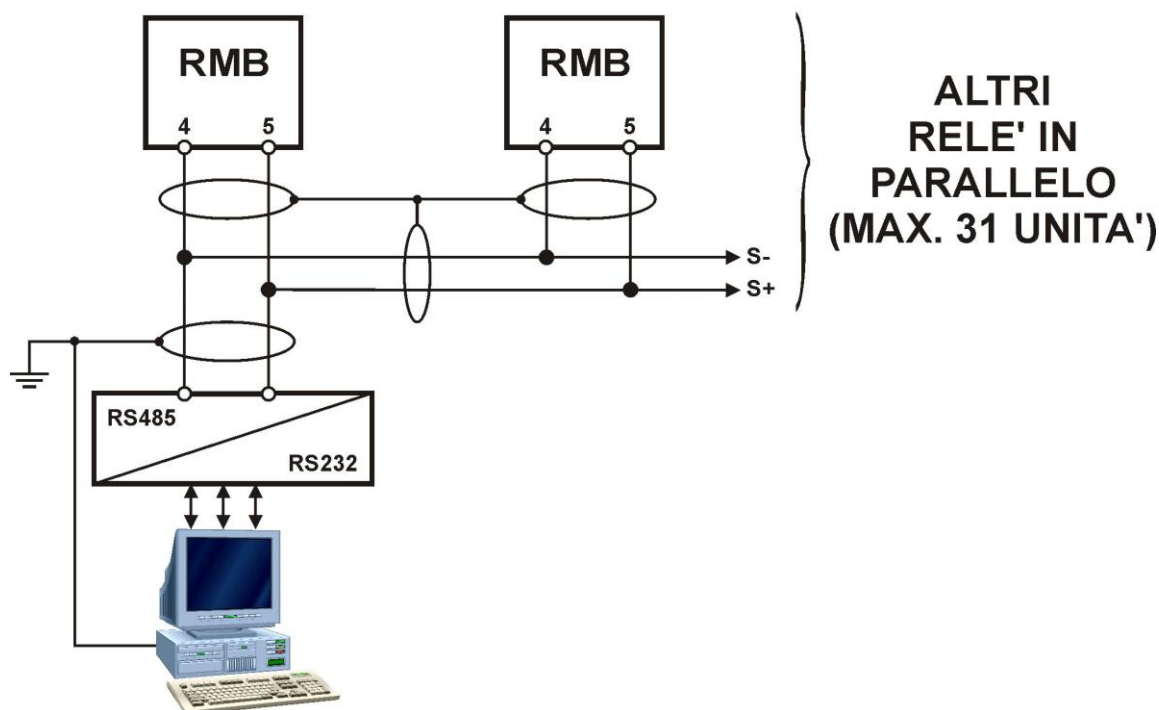 RMB
4 5
RMB
4 5
ALTRI
RELE' IN
PARALLELO
(MAX. 31 UNITA')
S-
S+
RS485
RS232